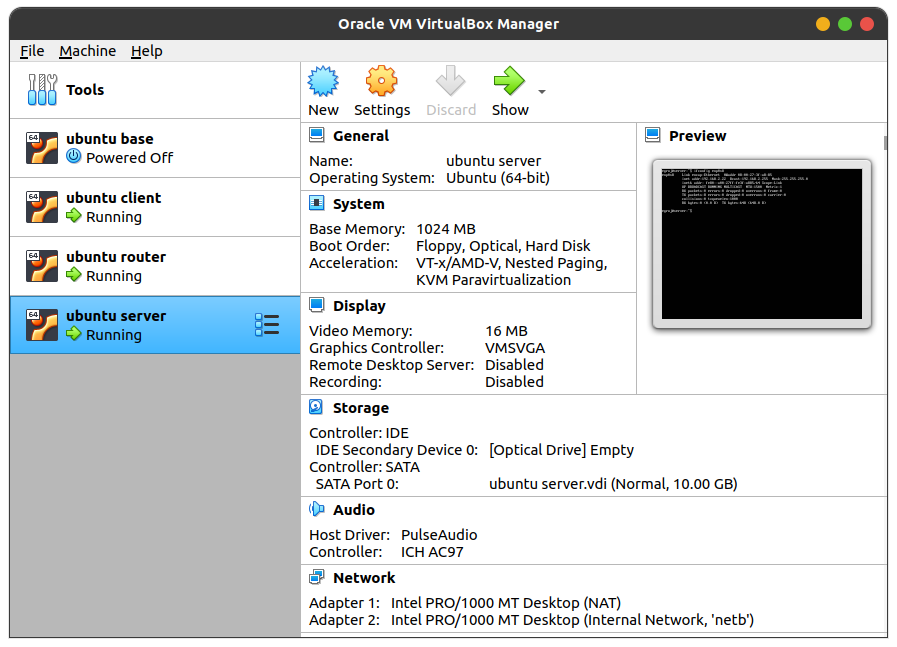 Oracle VM VirtualBox Manager
File Machine Help
Tools
64
ubuntu base
Powered Off
64
ubuntu client
Running
64
ubuntu router
Running
64
ubuntu server
Running
New Settings Discard Show
General
Name: ubuntu server
Operating System: Ubuntu (64-bit)
System
Base Memory: 1024 MB
Boot Order: Floppy, Optical, Hard Disk
Acceleration: VT-x/AMD-V, Nested Paging,
KVM Paravirtualization
Display
Video Memory: 16 MB
Graphics Controller: VMSVGA
Remote Desktop Server: Disabled
Recording: Disabled
Preview
Storage
Controller: IDE
IDE Secondary Device 0: [Optical Drive] Empty
Controller: SATA
SATA Port 0: ubuntu server.vdi (Normal, 10.00 GB)
Audio
Host Driver: PulseAudio
Controller: ICH AC97
Network
Adapter 1: Intel PRO/1000 MT Desktop (NAT)
Adapter 2: Intel PRO/1000 MT Desktop (Internal Network, 'netb')